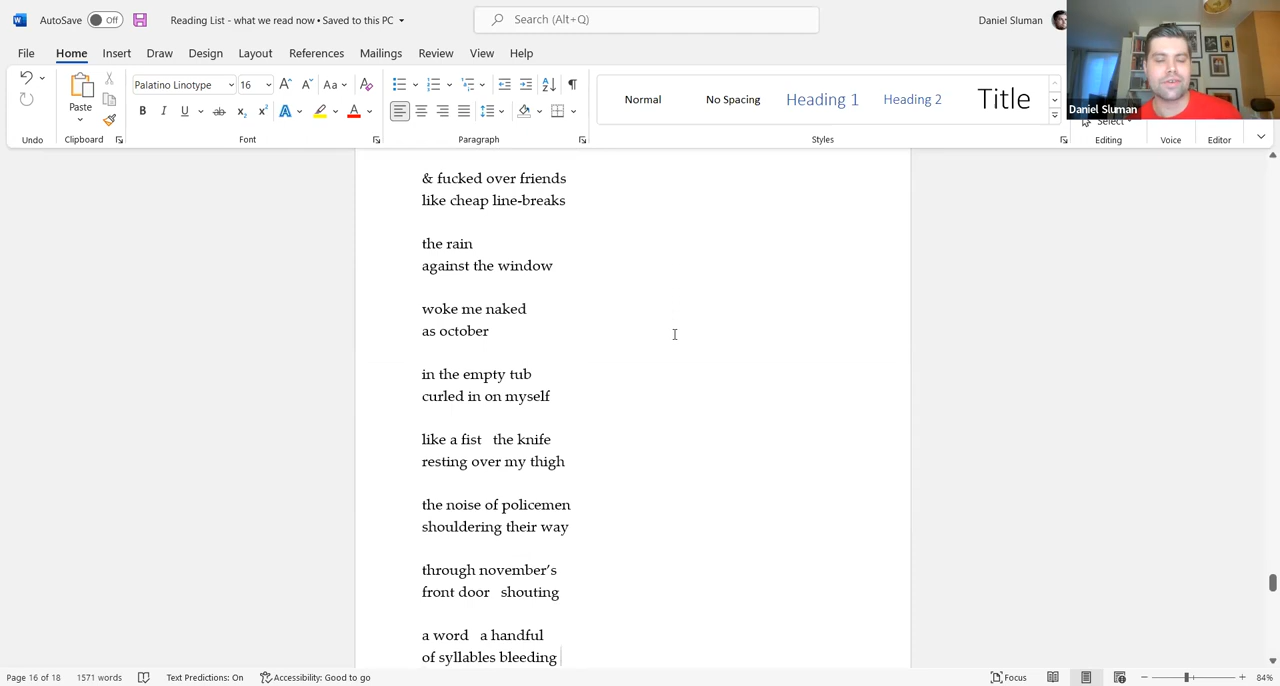 AutoSave Off Reading List - what we read now • Saved to this PC Search (Alt+Q) Daniel Sluman
File Home Insert Draw Design Layout References Mailings Review View Help
Palatino Linotype 16 Aa
Paste
Normal No Spacing Heading 1 Heading 2 Title
Daniel Sluman
Select
Undo Clipboard Font Paragraph Styles Editing Voice Editor
& fucked over friends
like cheap line-breaks
the rain
against the window
woke me naked
as october
in the empty tub
curled in on myself
like a fist the knife
resting over my thigh
the noise of policemen
shouldering their way
through november’s
front door shouting
a word a handful
of syllables bleeding
Page 16 of 18 1571 words Text Predictions: On Accessibility: Good to go Focus 84%